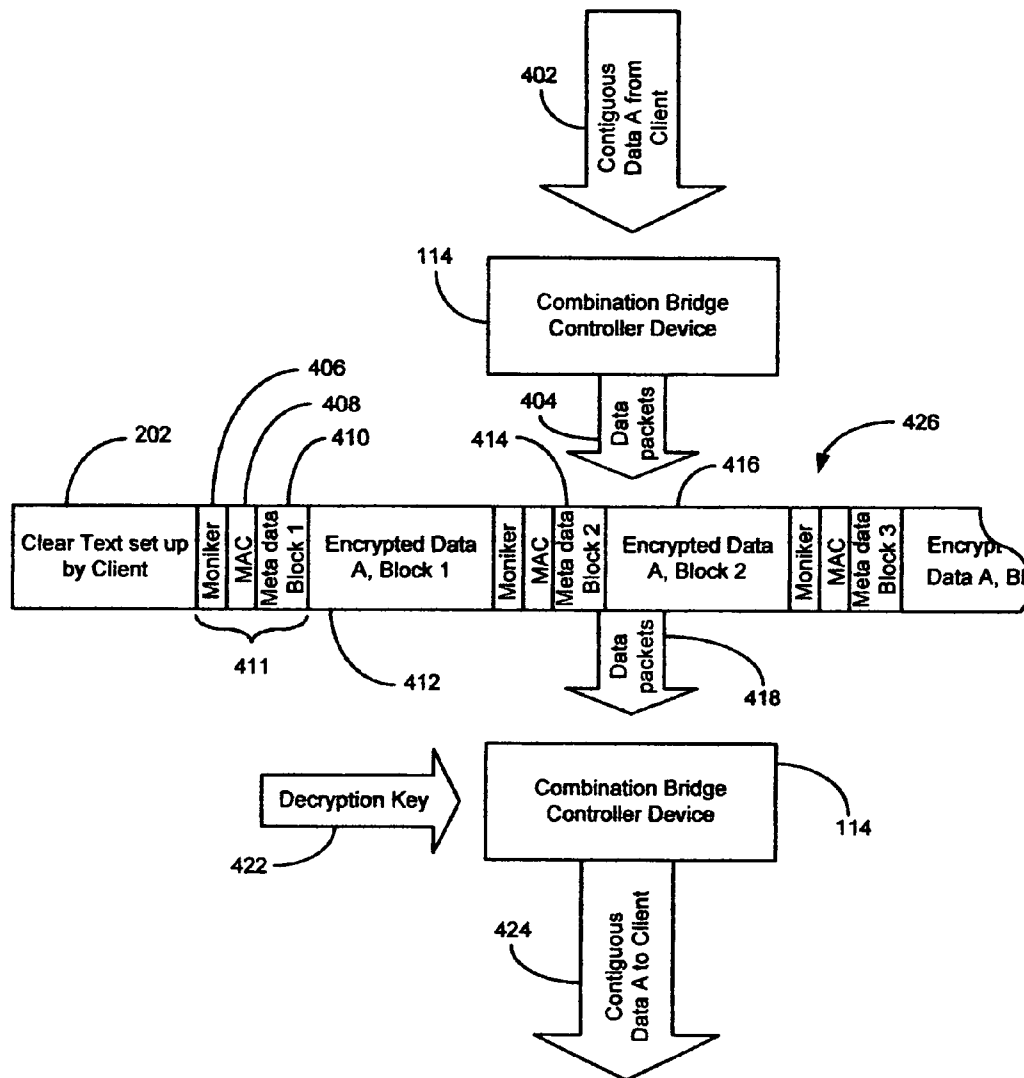 402
Contiguous
Data A from
Client
114
Combination Bridge
Controller Device
406
408
410
202
404
Data
packets
414
416
426
Clear Text set up
by Client
Moniker
MAC
Meta data
Block 1
Encrypted Data
A, Block 1
Moniker
MAC
Meta data
Block 2
Encrypted Data
A, Block 2
Moniker
MAC
Meta data
Block 3
Encrypt
Data A, Bl
411
412
Data
packets
418
Decryption Key
422
Combination Bridge
Controller Device
114
424
Contiguous
Data A to Client